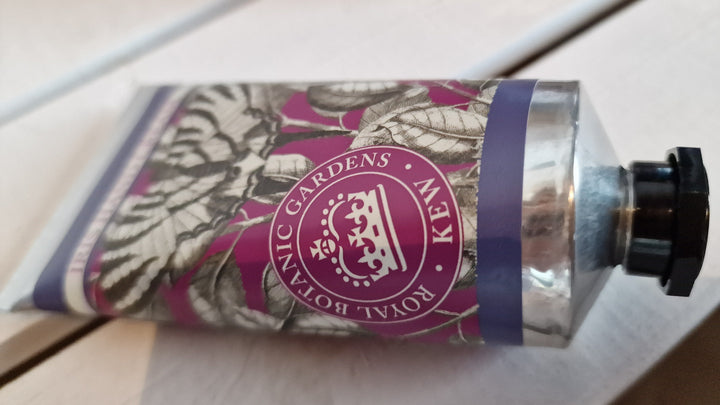 ROYAL BOTANIC GARDENS • KEW •